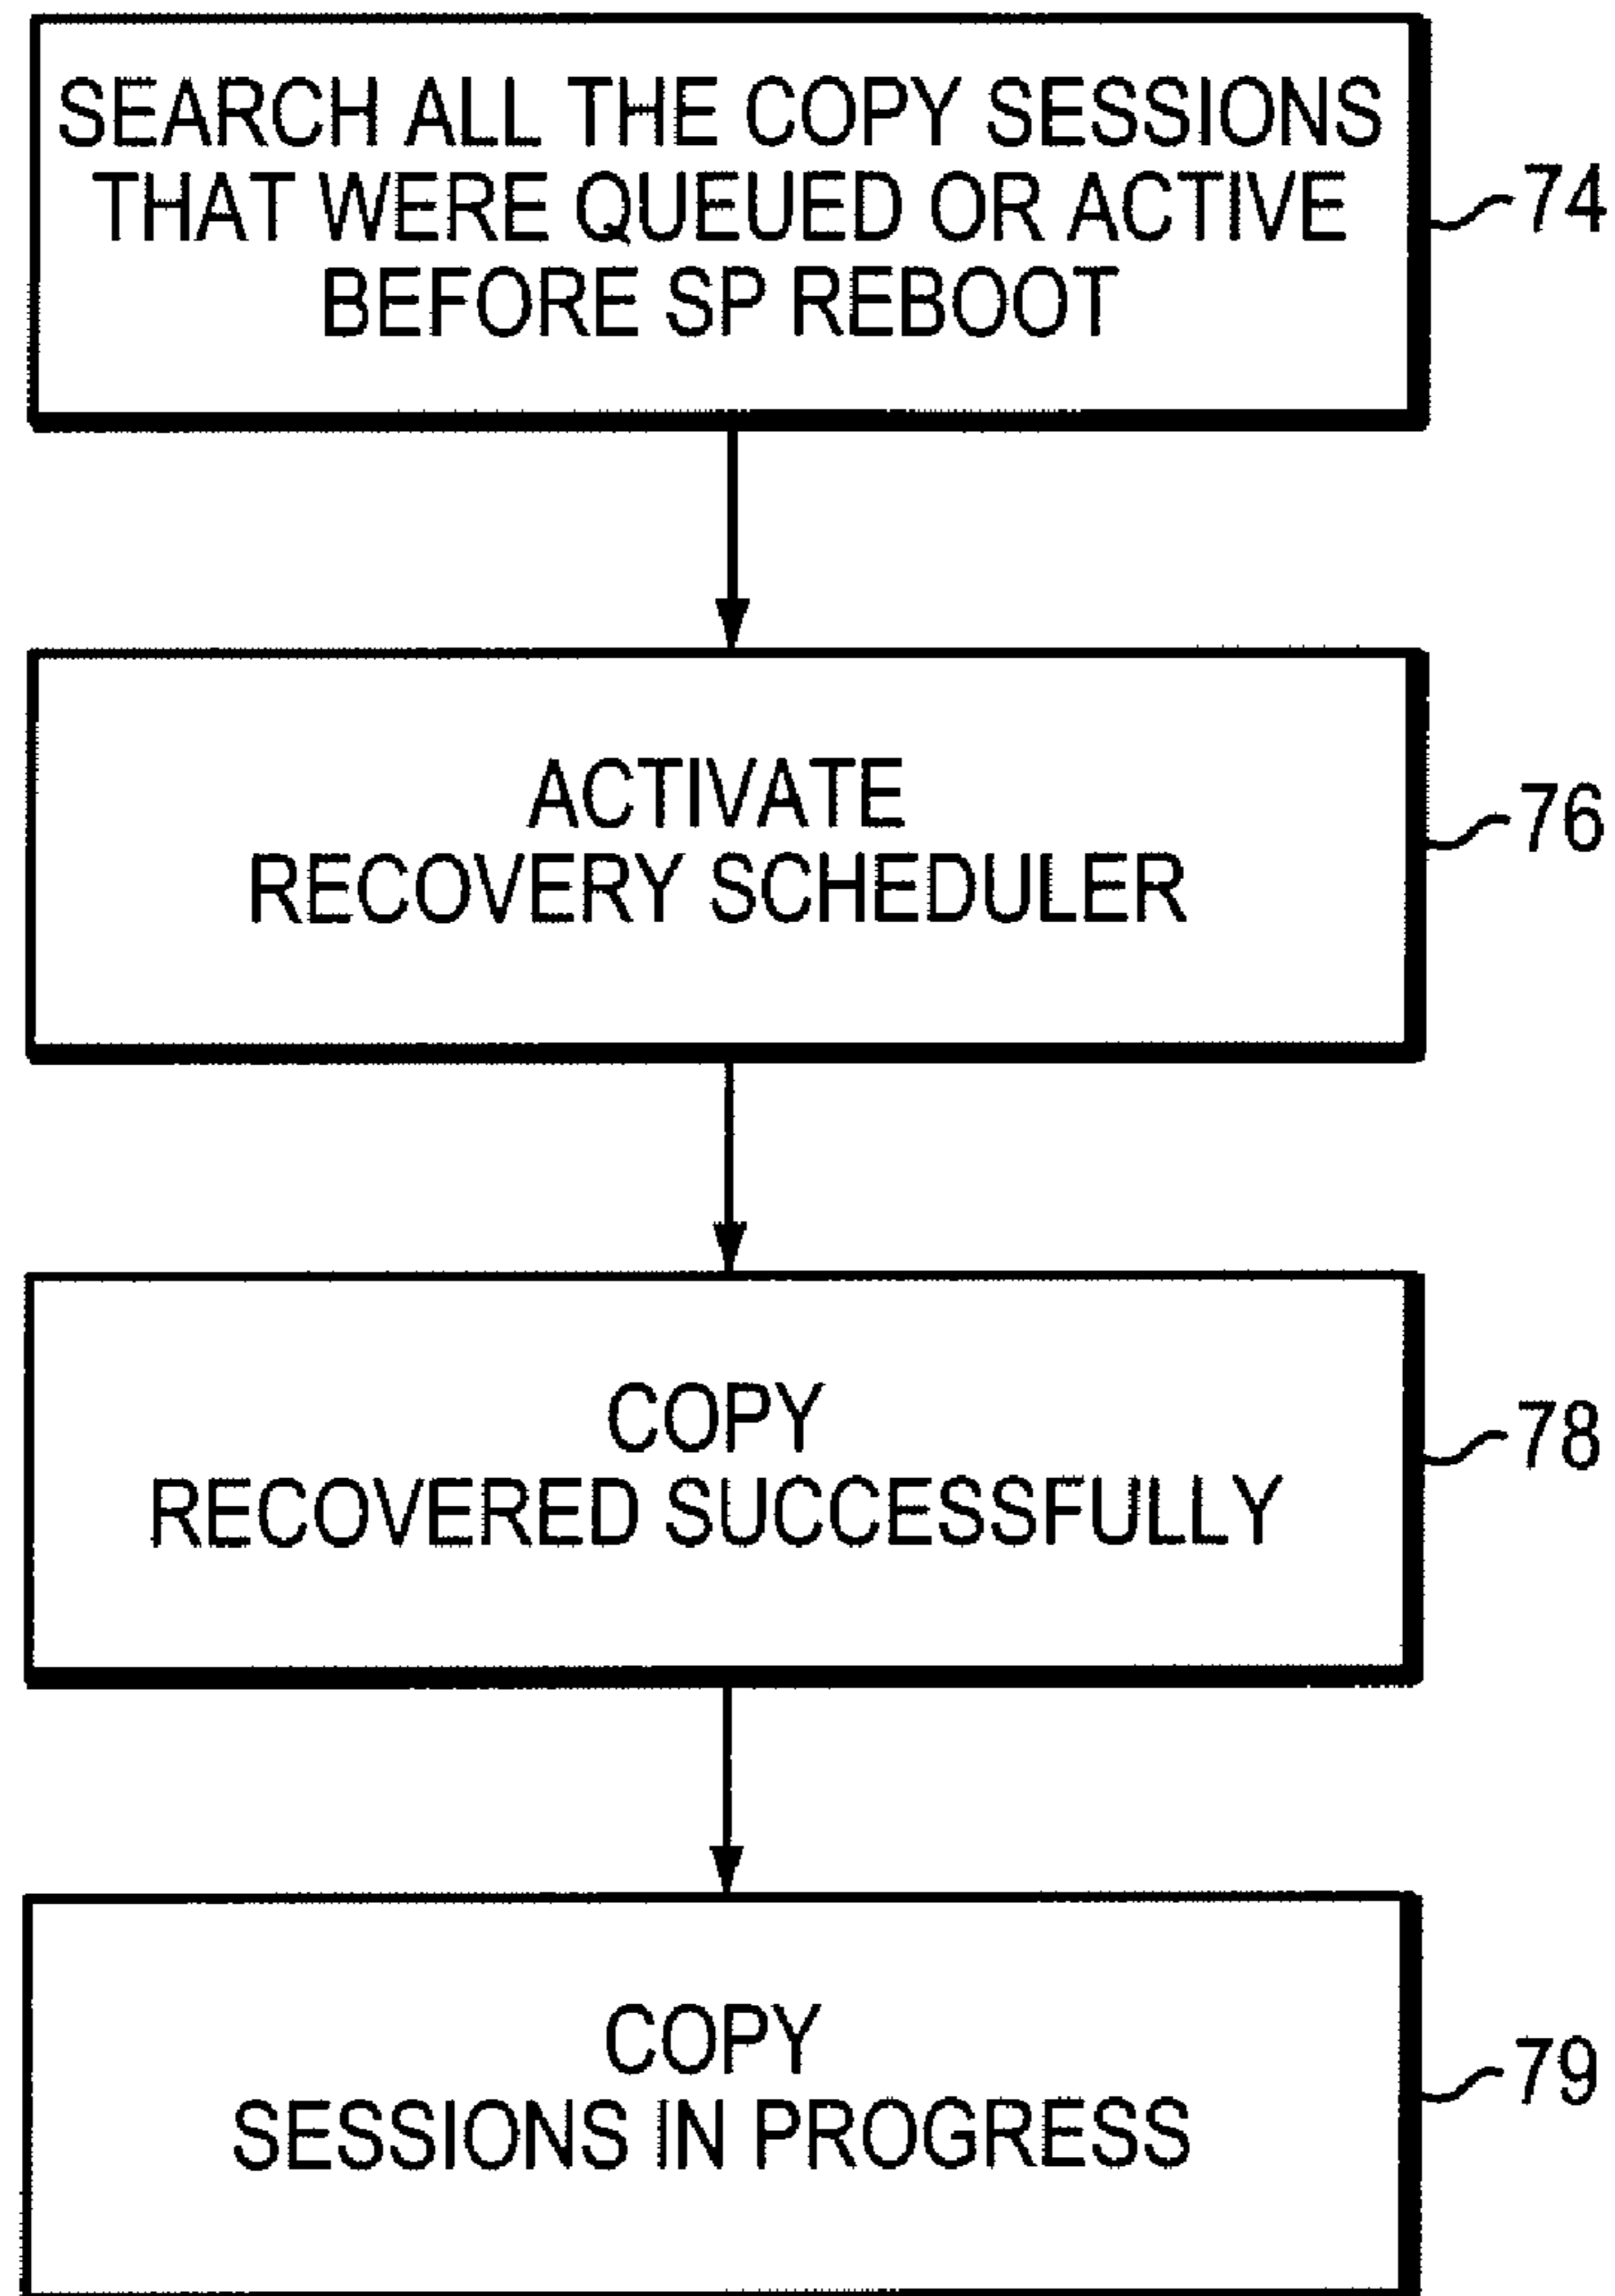 SEARCH ALL THE COPY SESSIONS
THAT WERE QUEUED OR ACTIVE
BEFORE SP REBOOT
74
ACTIVATE
RECOVERY SCHEDULER
76
COPY
RECOVERED SUCCESSFULLY
78
COPY
SESSIONS IN PROGRESS
79